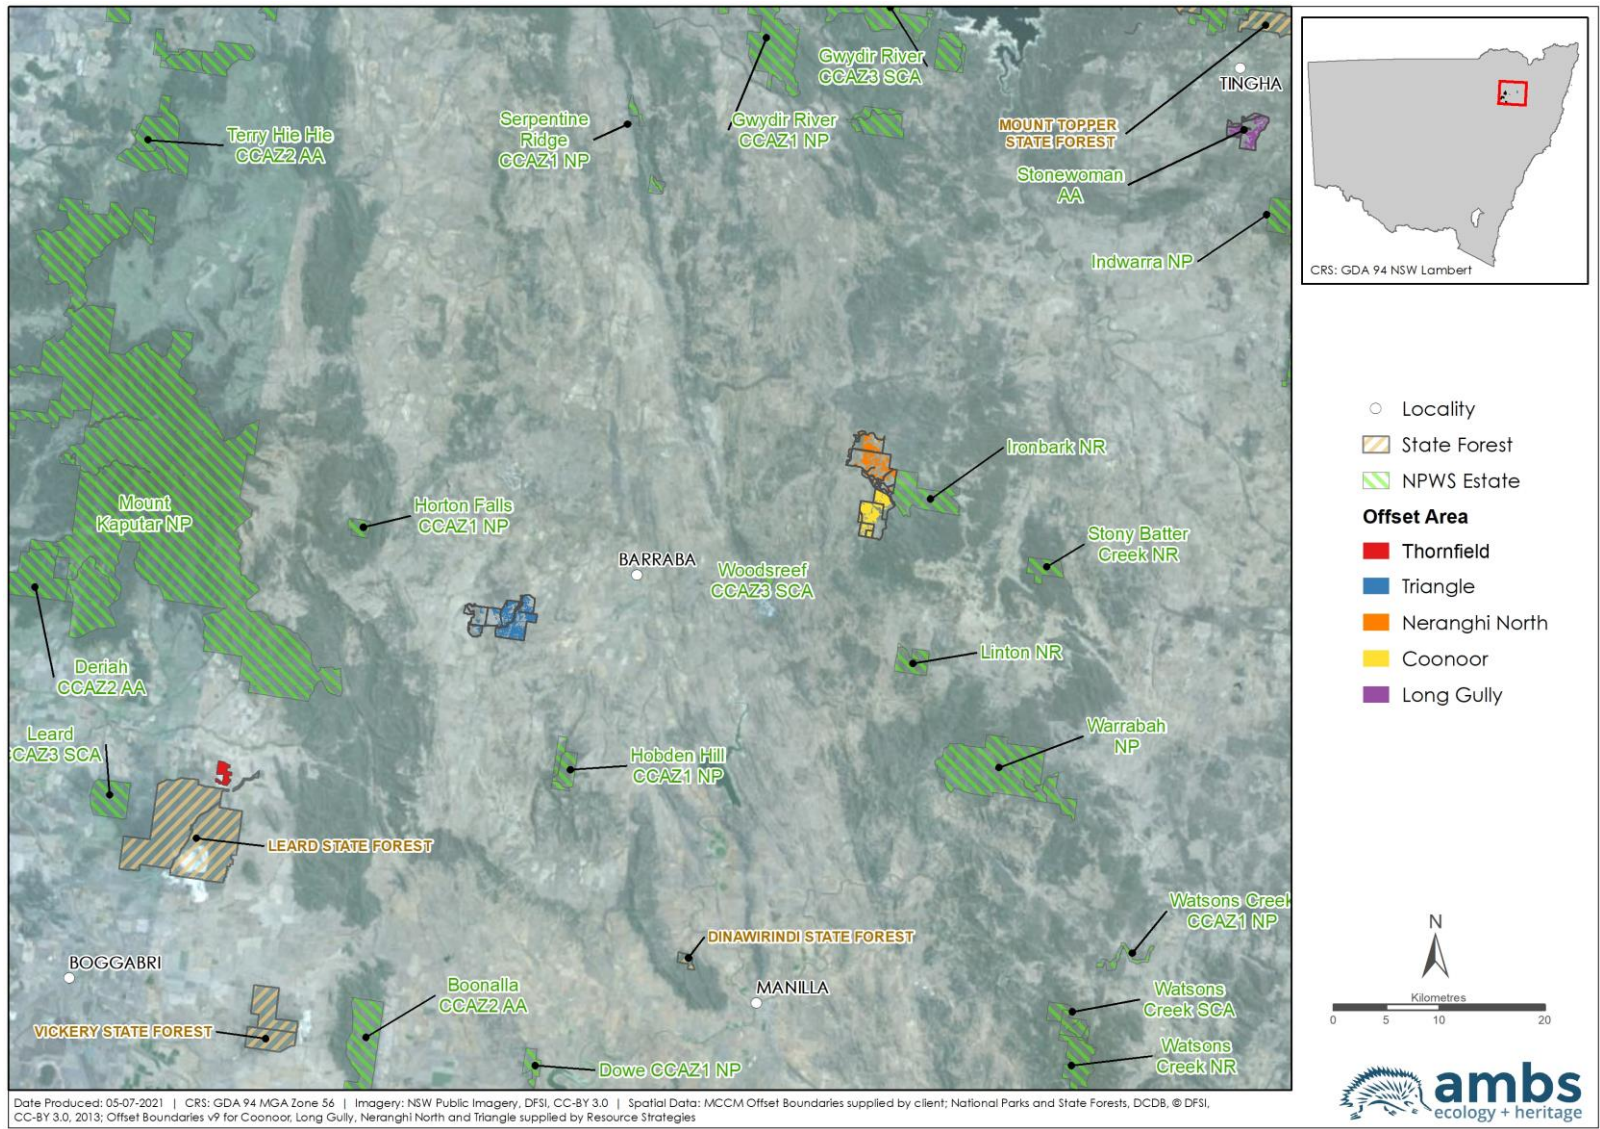 Gwydir River
CCAZ3 SCA
TINGHA
Terry Hie Hie
CCAZ2 AA
Serpentine
Ridge
CCAZ1 NP
Gwydir River
CCAZ1 NP
MOUNT TOPPER
STATE FOREST
Stonewoman
AA
Indwarra NP
Ironbark NR
Mount
Kaputar NP
Horton Falls
CCAZ1 NP
Stony Batter
Creek NR
BARRABA
Woodsreef
CCAZ3 SCA
Deriah
CCAZ2 AA
Linton NR
Leard
CCAZ3 SCA
Hobden Hill
CCAZ1 NP
Warrabah
NP
LEARD STATE FOREST
Watsons Creek
CCAZ1 NP
DINAWIRINDI STATE FOREST
BOGGABRI
Boonalla
CCAZ2 AA
MANILLA
Watsons
Creek SCA
VICKERY STATE FOREST
Watsons
Creek NR
Dowe CCAZ1 NP
CRS: GDA 94 NSW Lambert
Locality
State Forest
NPWS Estate
Offset Area
Thornfield
Triangle
Neranghi North
Coonoor
Long Gully
N
Kilometres
0 5 10 20
ambs
ecology + heritage
Date Produced: 05-07-2021 | CRS: GDA 94 MGA Zone 56 | Imagery: NSW Public Imagery, DFSI, CC-BY 3.0 | Spatial Data: MCCM Offset Boundaries supplied by client; National Parks and State Forests, DCDB, © DFSI,
CC-BY 3.0, 2013; Offset Boundaries v9 for Coonoor, Long Gully, Neranghi North and Triangle supplied by Resource Strategies